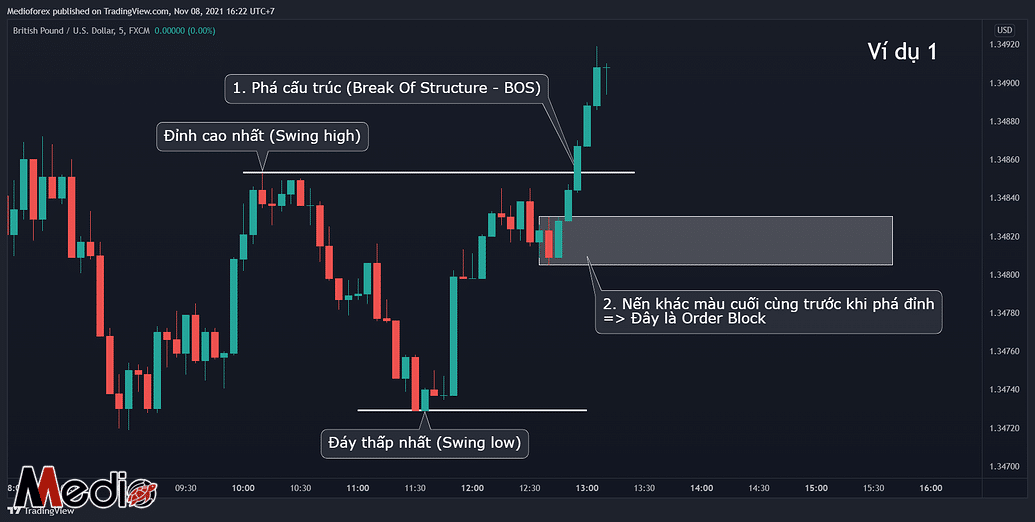 Medioforex published on TradingView.com, Nov 08, 2021 16:22 UTC+7
British Pound / U.S. Dollar, 5, FXCM 0.00000 (0.00%)
USD
Ví dụ 1
1.34920
1. Phá cấu trúc (Break Of Structure - BOS)
1.34900
1.34880
Đỉnh cao nhất (Swing high)
1.34860
1.34840
1.34820
1.34800
2. Nến khác màu cuối cùng trước khi phá đỉnh
=> Đây là Order Block
1.34780
1.34760
1.34740
1.34720
Đáy thấp nhất (Swing low)
1.34700
09:30 10:00 10:30 11:00 11:30 12:00 12:30 13:00 13:30 14:00 14:30 15:00 15:30 16:00
Medio
TradingView